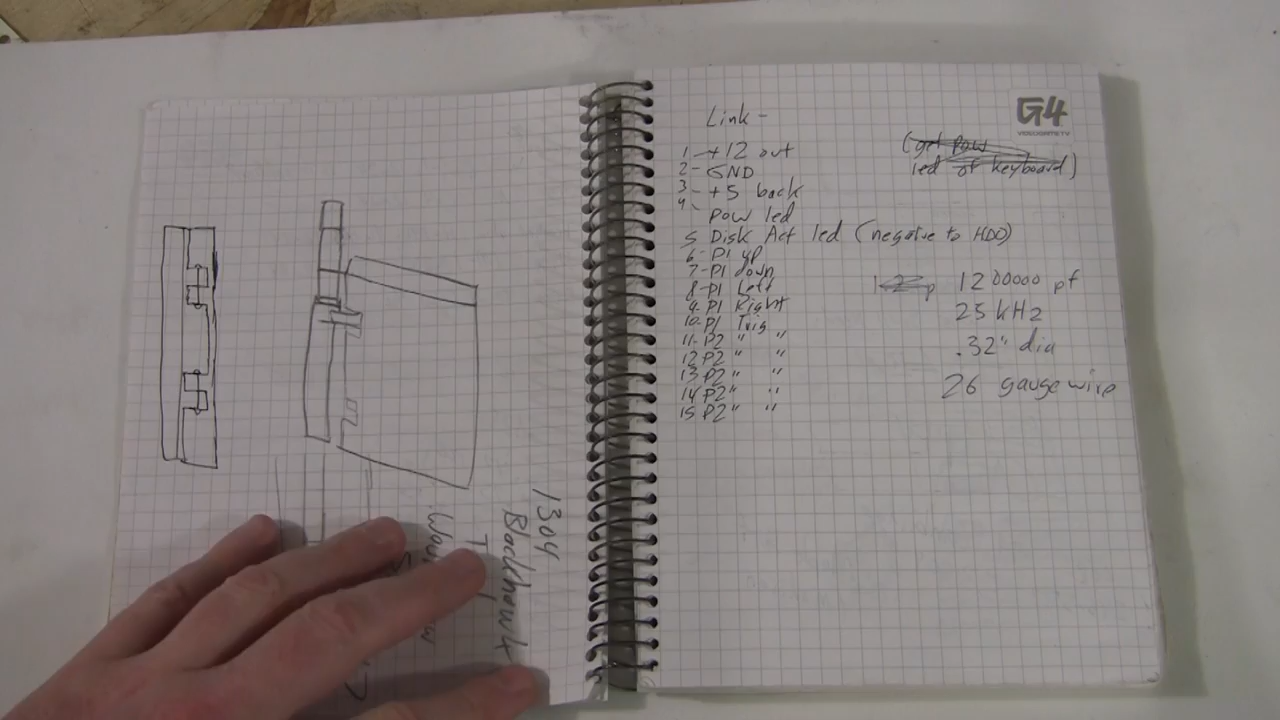 1304
Blackhawk
Link -
G4
VIDEOGAMETV
1 - +12 out
2 - GND
3 - +5 back
4 - Pow led
5 Disk Act led (negative to HDD)
6 - P1 up
7 - P1 down
8 - P1 Left
9. P1 Right
10. P1 Trig
11. P2 " "
12 P2 " "
13 P2 " "
14 P2 " "
15 P2 " "
(get pow
led of keyboard)
1200000 pf
25 kHz
.32" dia
26 gauge wire